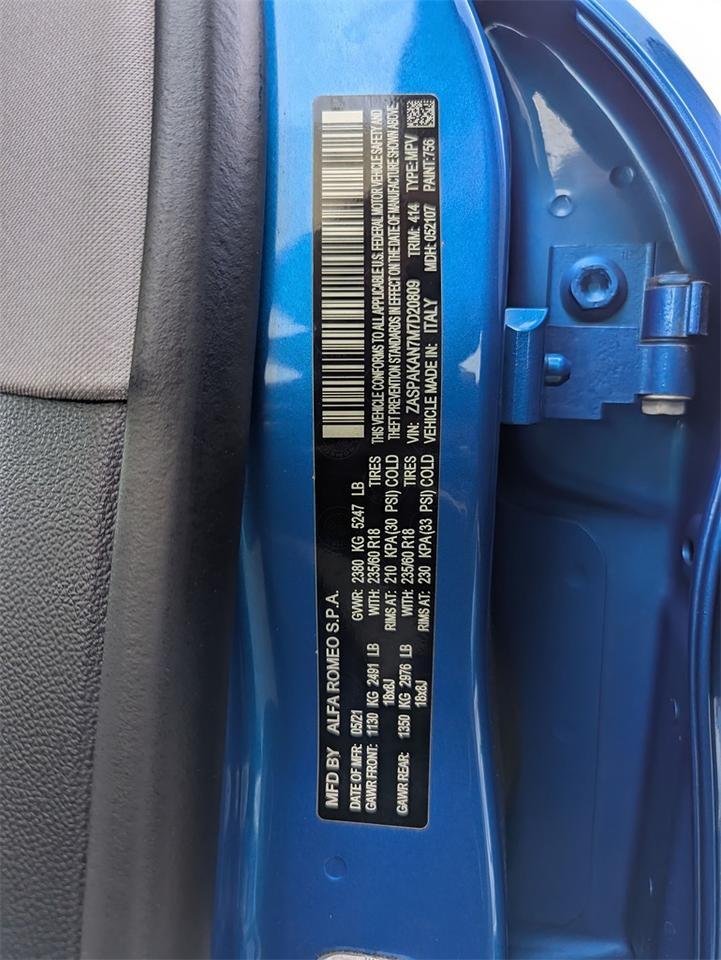 MFD BY ALFA ROMEO S.P.A.
DATE OF MFR: 05/21 GVWR: 2380 KG 5247 LB
GAWR FRONT: 1130 KG 2491 LB WITH: 235/60 R18 TIRES
18x8J RIMS AT: 210 KPA(30 PSI) COLD
GAWR REAR: 1350 KG 2976 LB WITH: 235/60 R18 TIRES
18x8J RIMS AT: 230 KPA (33 PSI) COLD
THIS VEHICLE CONFORMS TO ALL APPLICABLE U.S. FEDERAL MOTOR VEHICLE SAFETY AND
THEFT PREVENTION STANDARDS IN EFFECT ON THE DATE OF MANUFACTURE SHOWN ABOVE
VIN: ZASPAKAN7M7D20809 TRIM: 414 TYPE:MPV
VEHICLE MADE IN: ITALY MDH: 052107 PAINT:756